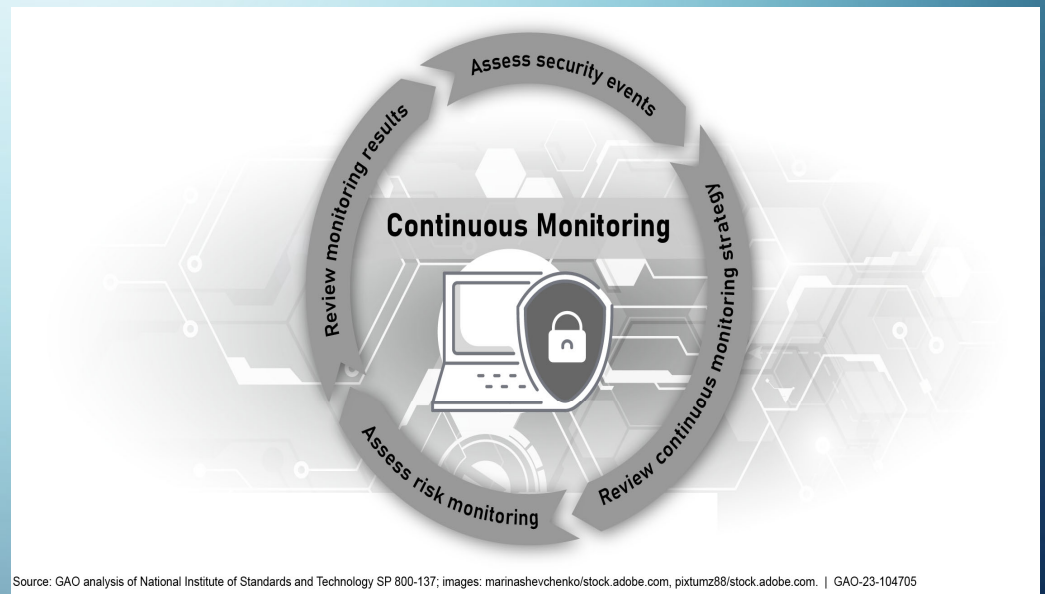 Assess security events
Review monitoring results
Continuous Monitoring
Review continuous monitoring strategy
Assess risk monitoring
Source: GAO analysis of National Institute of Standards and Technology SP 800-137; images: marinashevchenko/stock.adobe.com, pixtumz88/stock.adobe.com. | GAO-23-104705